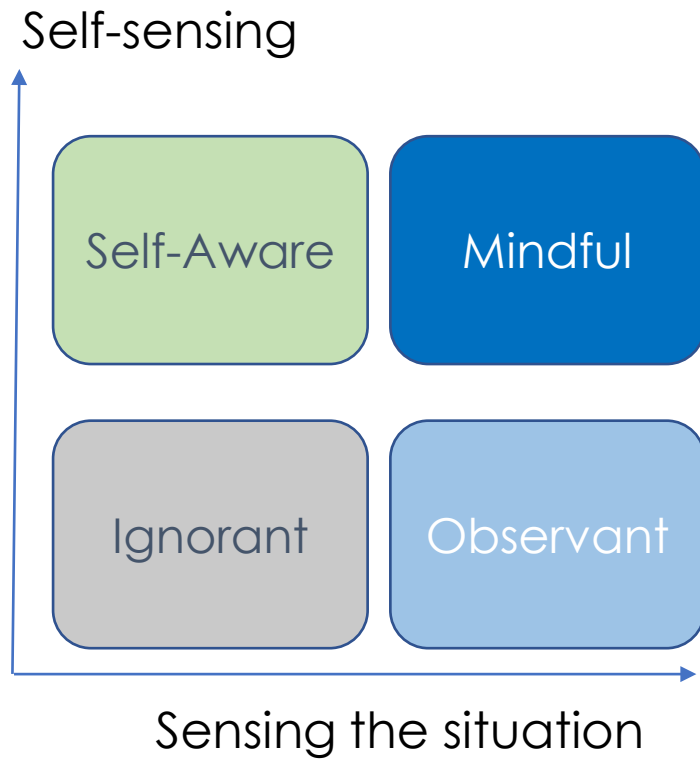 Self-sensing
Self-Aware
Mindful
Ignorant
Observant
Sensing the situation